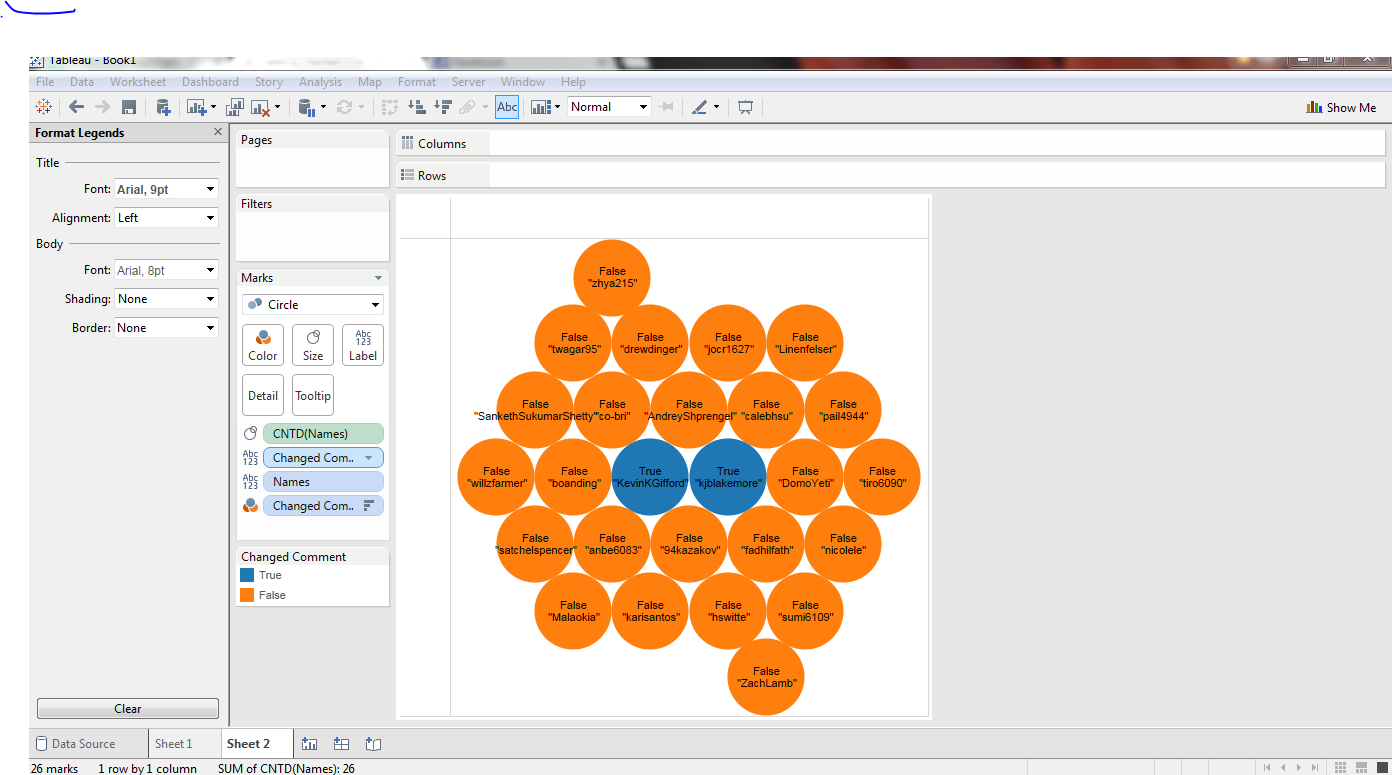 Tableau - Book1
File Data Worksheet Dashboard Story Analysis Map Format Server Window Help
Abc Normal Show Me
Format Legends
Title
Font: Arial, 9pt
Alignment: Left
Body
Font: Arial, 8pt
Shading: None
Border: None
Clear
Pages
Filters
Marks
Circle
Color Size Abc 123 Label
Detail Tooltip
CNTD(Names)
Abc 123 Changed Com..
Abc 123 Names
Changed Com..
Changed Comment
True
False
Columns
Rows
False
"zhya215"
False False False False
"twagar95" "drewdinger" "jocr1627" "Linenfelser"
False False False False False
"SankethSukumarShetty" "co-bri" "AndreyShprengel" "calebhsu" "pail4944"
False False True True False False
"willzfarmer" "boanding" "KevinKGifford" "kjblakemore" "DomoYeti" "tiro6090"
False False False False False
"satchelspencer" "anbe6083" "94kazakov" "fadhilfath" "nicolele"
False False False False
"Malaokia" "karisantos" "hswitte" "sumi6109"
False
"ZachLamb"
Data Source Sheet 1 Sheet 2
26 marks 1 row by 1 column SUM of CNTD(Names): 26